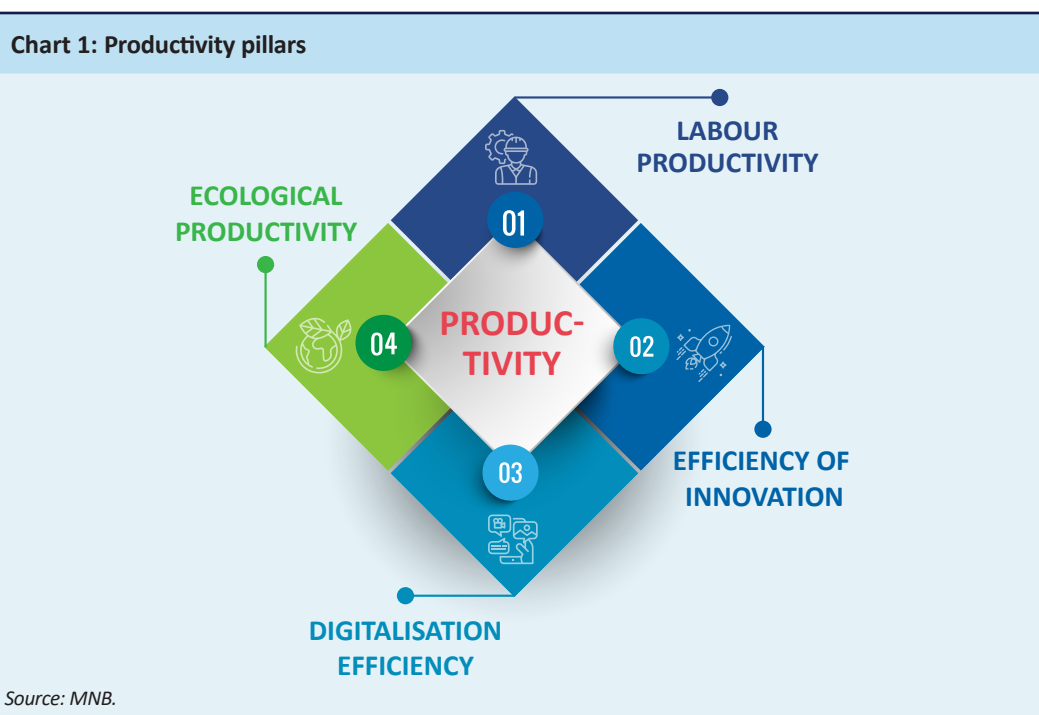 Chart 1: Productivity pillars
LABOUR
PRODUCTIVITY
ECOLOGICAL
PRODUCTIVITY
01
PRODUC-
TIVITY
04
02
03
EFFICIENCY OF
INNOVATION
DIGITALISATION
EFFICIENCY
Source: MNB.